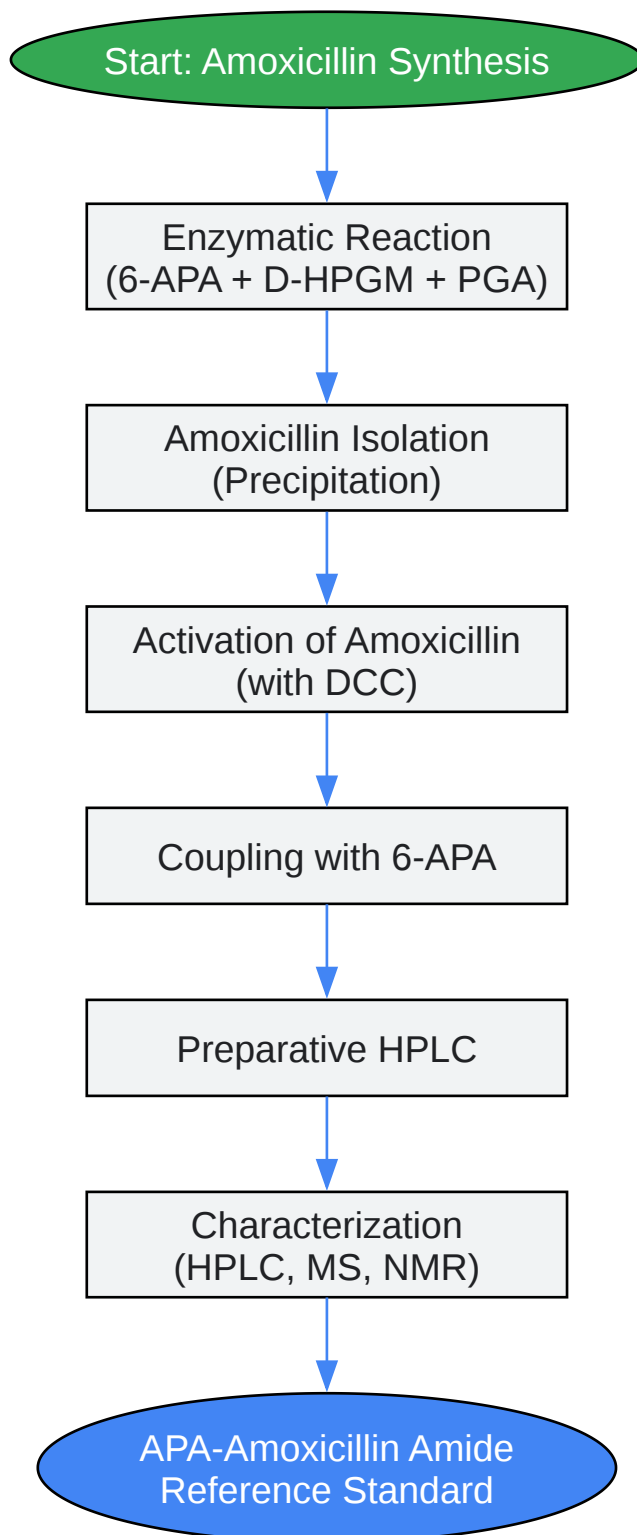 Start: Amoxicillin Synthesis
Enzymatic Reaction
(6-APA + D-HPGM + PGA)
Amoxicillin Isolation
(Precipitation)
Activation of Amoxicillin
(with DCC)
Coupling with 6-APA
Preparative HPLC
Characterization
(HPLC, MS, NMR)
APA-Amoxicillin Amide
Reference Standard